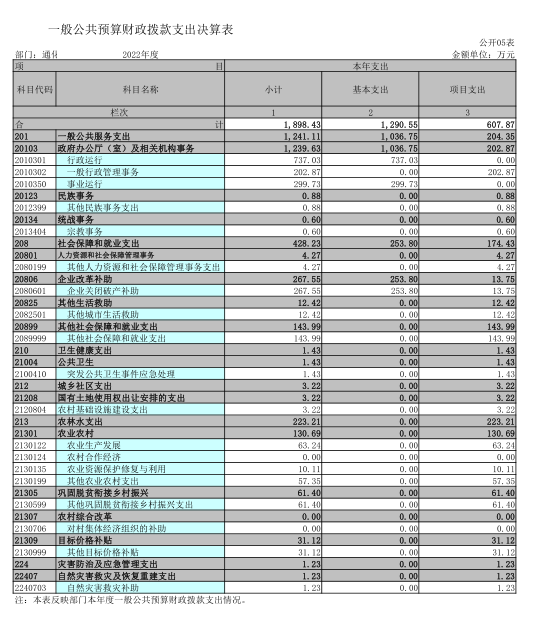 一般公共预算财政拨款支出决算表
公开05表
部门：通 2022年度 金额单位：万元
项 目 本年支出
科目代码 科目名称 小计 基本支出 项目支出
栏次 1 2 3
合 计 1,898.43 1,290.55 607.87
201 一般公共服务支出 1,241.11 1,036.75 204.35
20103 政府办公厅（室）及相关机构事务 1,239.63 1,036.75 202.87
2010301 行政运行 737.03 737.03 0.00
2010302 一般行政管理事务 202.87 0.00 202.87
2010350 事业运行 299.73 299.73 0.00
20123 民族事务 0.88 0.00 0.88
2012399 其他民族事务支出 0.88 0.00 0.88
20134 统战事务 0.60 0.00 0.60
2013404 宗教事务 0.60 0.00 0.60
208 社会保障和就业支出 428.23 253.80 174.43
20801 人力资源和社会保障管理事务 4.27 0.00 4.27
2080199 其他人力资源和社会保障管理事务支出 4.27 0.00 4.27
20806 企业改革补助 267.55 253.80 13.75
2080601 企业关闭破产补助 267.55 253.80 13.75
20825 其他生活救助 12.42 0.00 12.42
2082501 其他城市生活救助 12.42 0.00 12.42
20899 其他社会保障和就业支出 143.99 0.00 143.99
2089999 其他社会保障和就业支出 143.99 0.00 143.99
210 卫生健康支出 1.43 0.00 1.43
21004 公共卫生 1.43 0.00 1.43
2100410 突发公共卫生事件应急处理 1.43 0.00 1.43
212 城乡社区支出 3.22 0.00 3.22
21208 国有土地使用权出让安排的支出 3.22 0.00 3.22
2120804 农村基础设施建设支出 3.22 0.00 3.22
213 农林水支出 223.21 0.00 223.21
21301 农业农村 130.69 0.00 130.69
2130122 农业生产发展 63.24 0.00 63.24
2130124 农村合作经济 0.00 0.00 0.00
2130135 农业资源保护修复与利用 10.11 0.00 10.11
2130199 其他农业农村支出 57.35 0.00 57.35
21305 巩固脱贫衔接乡村振兴 61.40 0.00 61.40
2130599 其他巩固脱贫衔接乡村振兴支出 61.40 0.00 61.40
21307 农村综合改革 0.00 0.00 0.00
2130706 对村集体经济组织的补助 0.00 0.00 0.00
21309 目标价格补贴 31.12 0.00 31.12
2130999 其他目标价格补贴 31.12 0.00 31.12
224 灾害防治及应急管理支出 1.23 0.00 1.23
22407 自然灾害救灾及恢复重建支出 1.23 0.00 1.23
2240703 自然灾害救灾补助 1.23 0.00 1.23
注：本表反映部门本年度一般公共预算财政拨款支出情况。